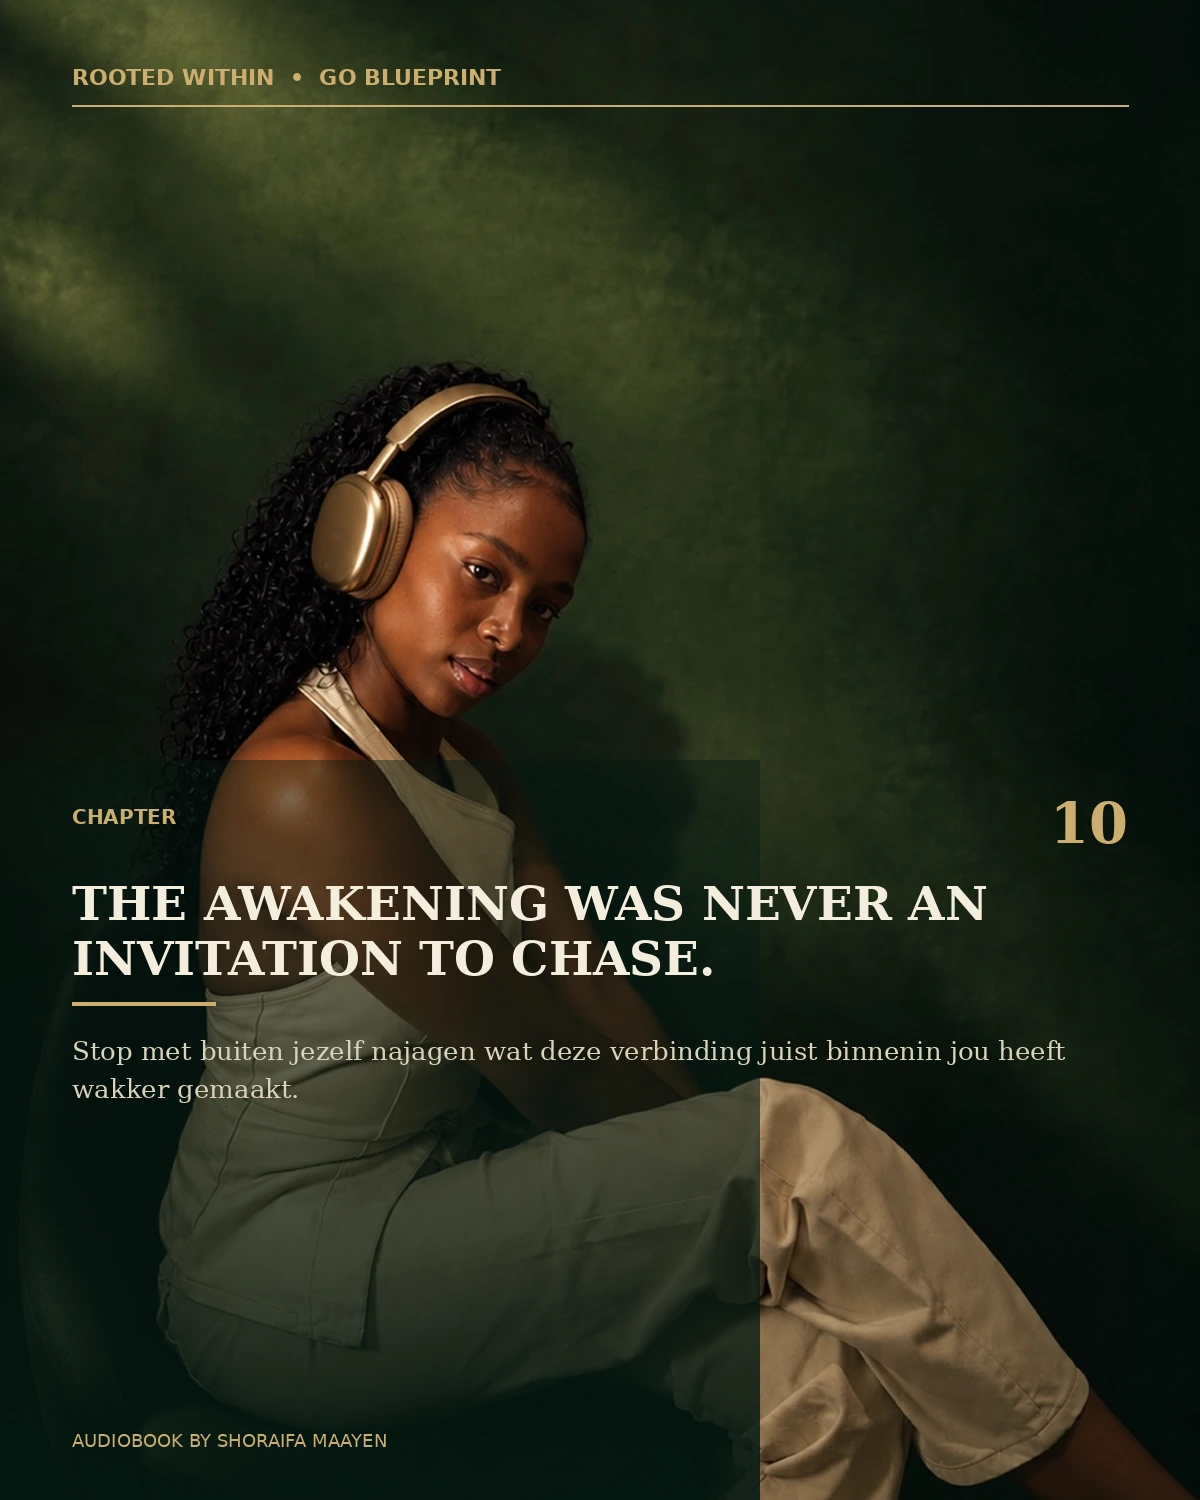 ROOTED WITHIN • GO BLUEPRINT
CHAPTER
10
THE AWAKENING WAS NEVER AN
INVITATION TO CHASE.
Stop met buiten jezelf najagen wat deze verbinding juist binnenin jou heeft
wakker gemaakt.
AUDIOBOOK BY SHORAIFA MAAYEN